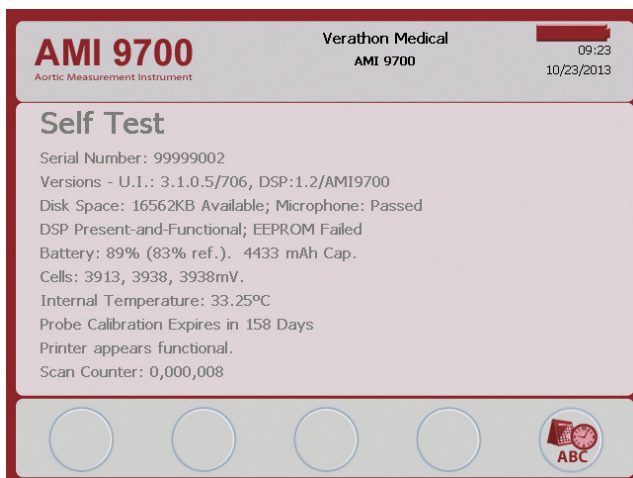 AMI 9700
Aortic Measurement Instrument
Verathon Medical
AMI 9700
09:23
10/23/2013
Self Test
Serial Number: 99999002
Versions - U.I.: 3.1.0.5/706, DSP:1.2/AMI9700
Disk Space: 16562KB Available; Microphone: Passed
DSP Present-and-Functional; EEPROM Failed
Battery: 89% (83% ref.).  4433 mAh Cap.
Cells: 3913, 3938, 3938mV.
Internal Temperature: 33.25ºC
Probe Calibration Expires in 158 Days
Printer appears functional.
Scan Counter: 0,000,008
ABC